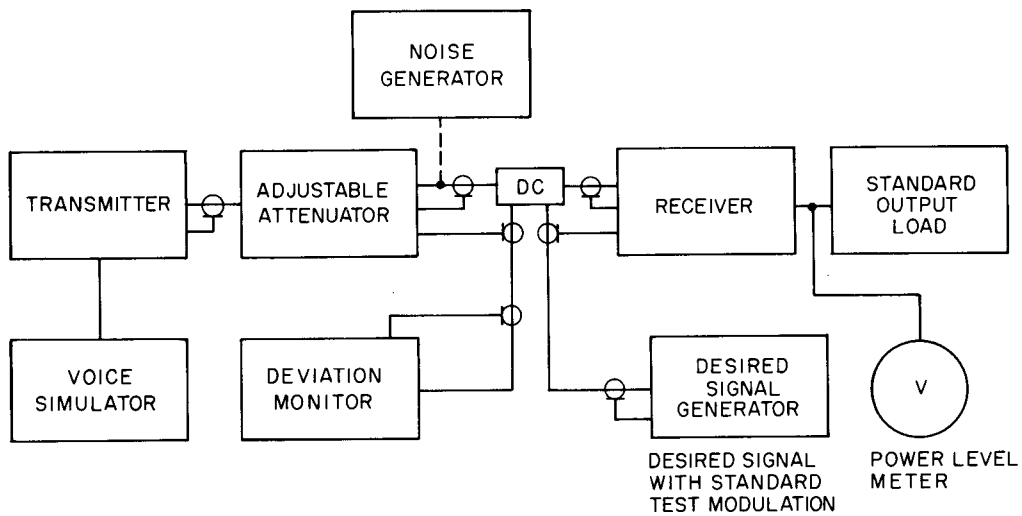 NOISE
GENERATOR
TRANSMITTER
ADJUSTABLE
ATTENUATOR
DC
RECEIVER
STANDARD
OUTPUT
LOAD
VOICE
SIMULATOR
DEVIATION
MONITOR
DESIRED
SIGNAL
GENERATOR
V
DESIRED SIGNAL
WITH STANDARD
TEST MODULATION
POWER LEVEL
METER